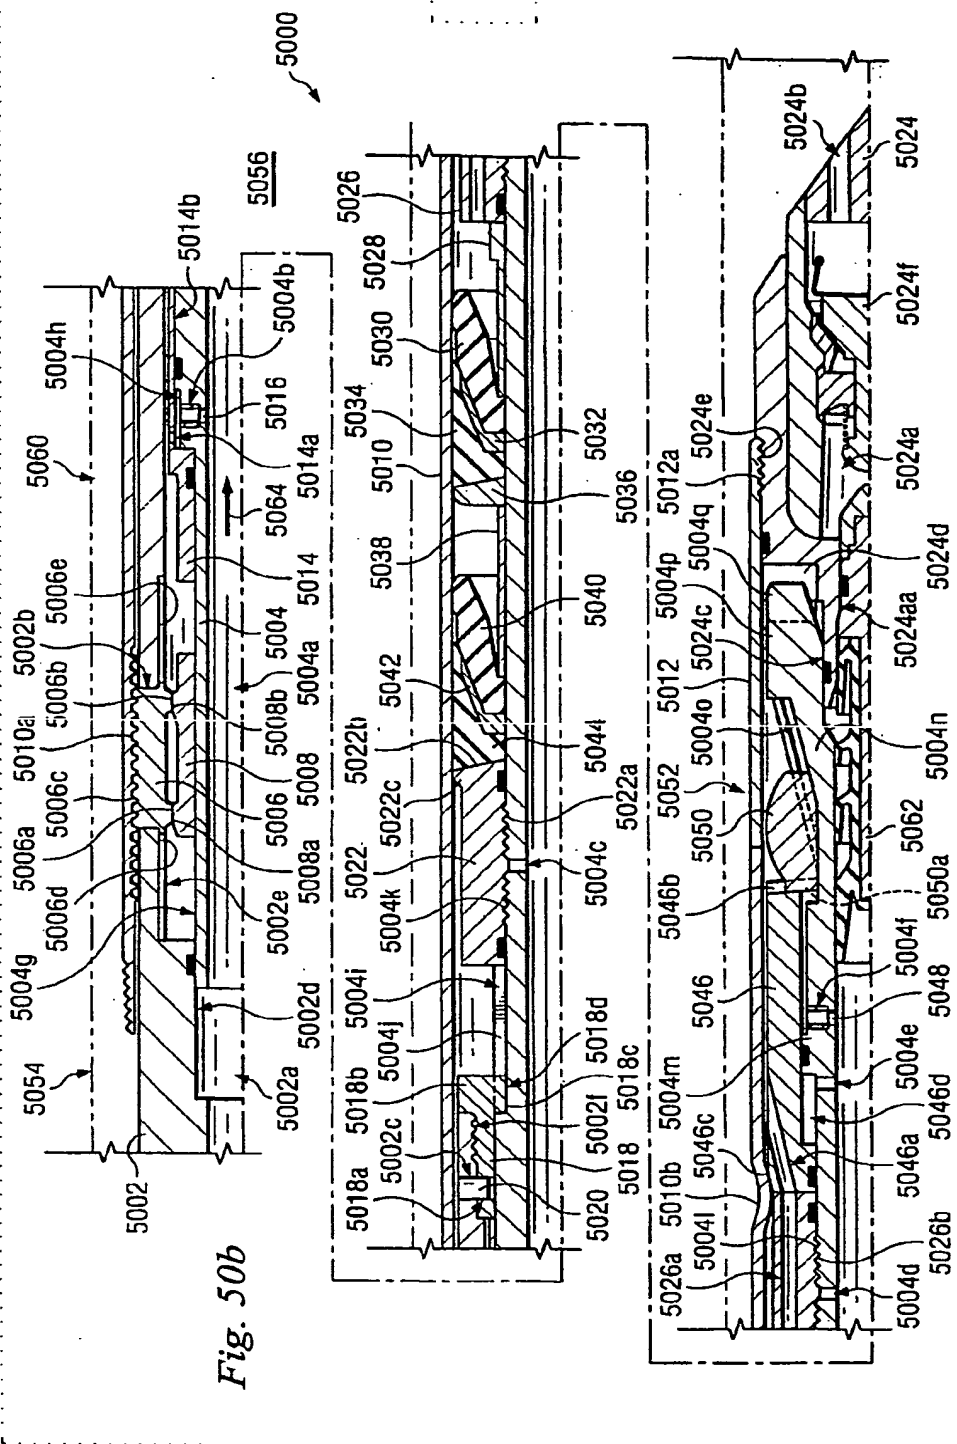 Fig. 50b
5000
5056
5054
5060
5002
5002a
5002d
5004g
5002e
5006d
5006a
5006c
5010a
5006b
5002b
5006e
5008a
5006
5008
5008b
5004a
5004
5014
5064
5014a
5016
5004h
5004b
5014b
5018a
5002c
5018b
5004j
5004i
5004k
5022
5022c
5022b
5042
5040
5038
5010
5034
5030
5028
5026
5020
5018
5002f
5018c
5018d
5004c
5022a
5044
5036
5032
5026a
5004l
5010b
5046c
5004m
5046
5046b
5050
5052
5004o
5012
5024c
5004p
5004q
5012a
5024e
5024b
5004d
5026b
5046a
5046d
5004e
5048
5004f
5050a
5062
5004n
5024aa
5024d
5024a
5024f
5024